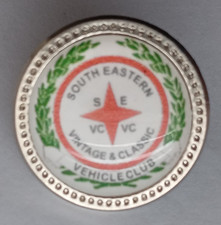 SOUTH EASTERN
S E
VC VC
VINTAGE & CLASSIC
VEHICLE CLUB